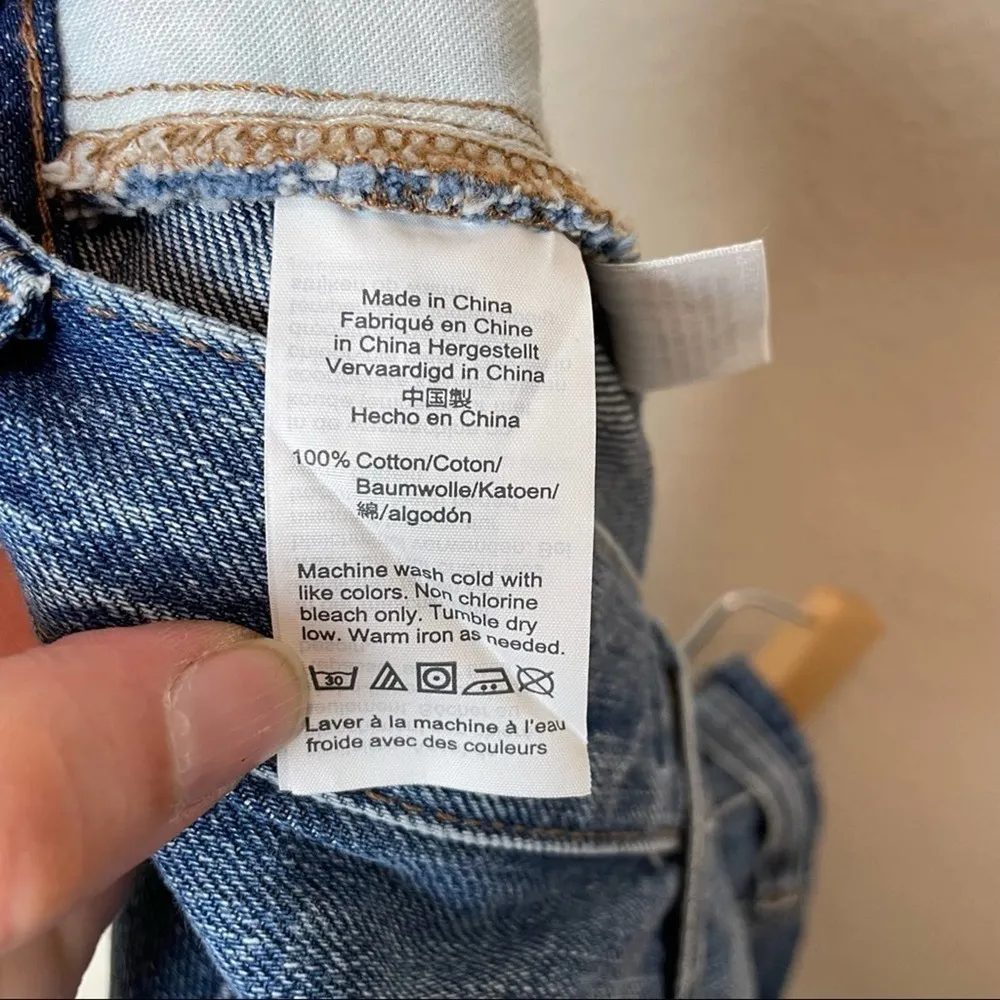 Made in China
Fabriqué en Chine
in China Hergestellt
Vervaardigd in China
中国製
Hecho en China
100% Cotton/Coton/
Baumwolle/Katoen/
綿/algodón
Machine wash cold with
like colors. Non chlorine
bleach only. Tumble dry
low. Warm iron as needed.
30
Laver à la machine à l'eau
froide avec des couleurs